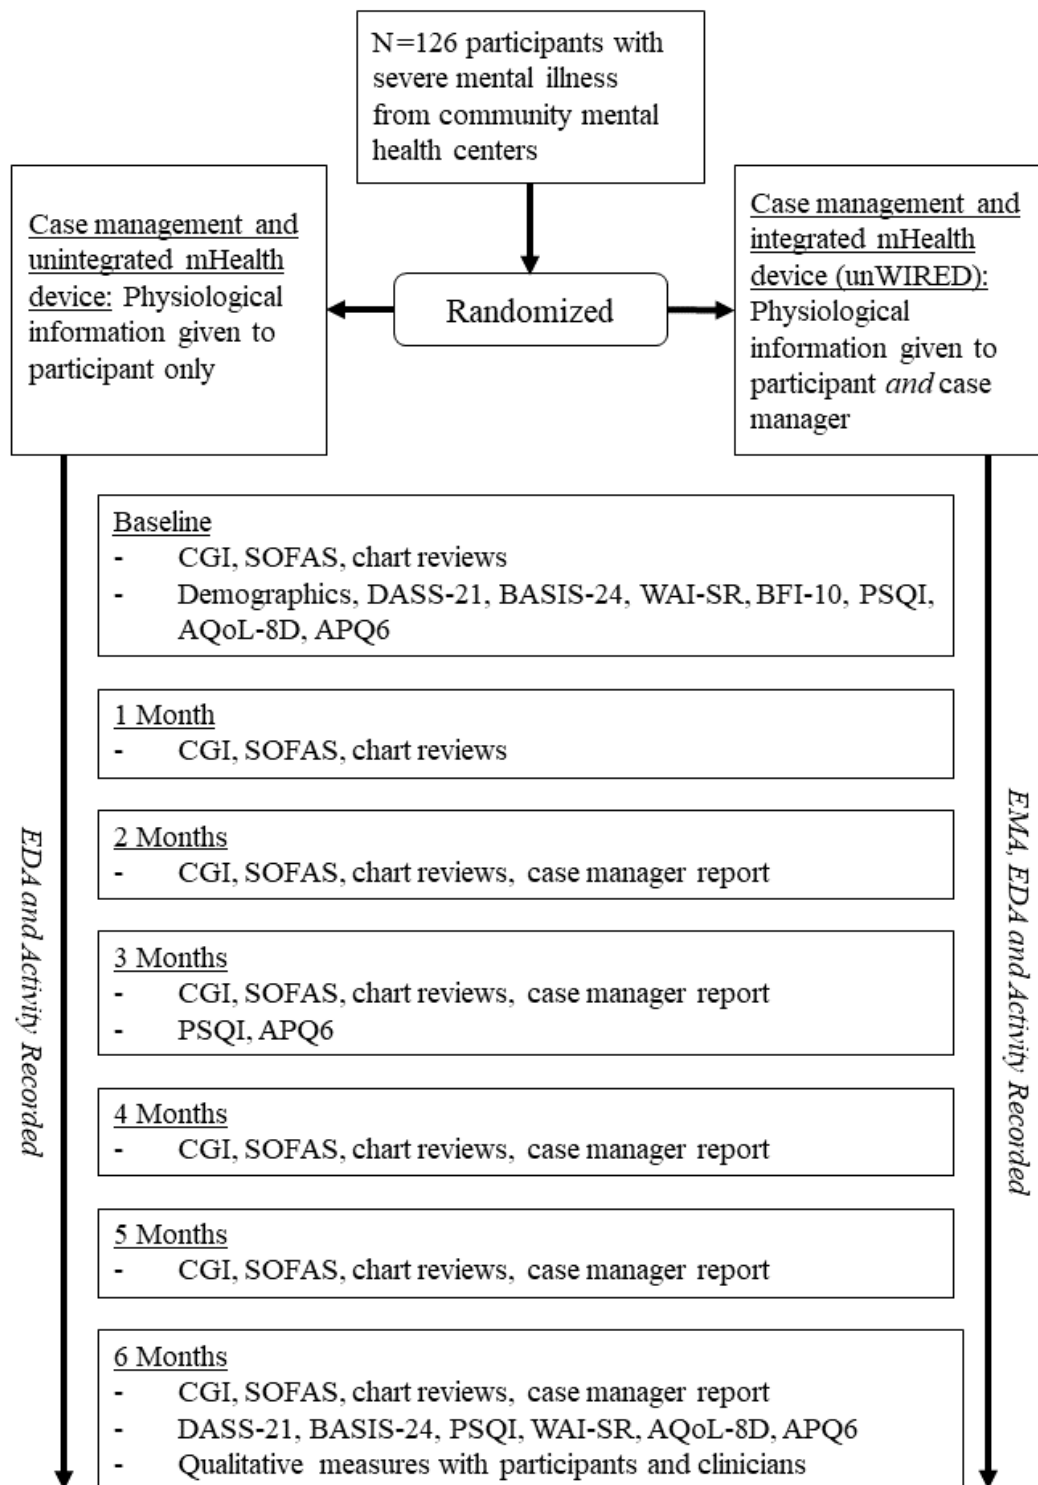 N=126 participants with
severe mental illness
from community mental
health centers
Case management and
unintegrated mHealth
device: Physiological
information given to
participant only
Randomized
Case management and
integrated mHealth
device (unWIRED):
Physiological
information given to
participant and case
manager
Baseline
- CGI, SOFAS, chart reviews
- Demographics, DASS-21, BASIS-24, WAI-SR, BFI-10, PSQI,
AQoL-8D, APQ6
1 Month
- CGI, SOFAS, chart reviews
2 Months
- CGI, SOFAS, chart reviews, case manager report
3 Months
- CGI, SOFAS, chart reviews, case manager report
- PSQI, APQ6
4 Months
- CGI, SOFAS, chart reviews, case manager report
5 Months
- CGI, SOFAS, chart reviews, case manager report
6 Months
- CGI, SOFAS, chart reviews, case manager report
- DASS-21, BASIS-24, PSQI, WAI-SR, AQoL-8D, APQ6
- Qualitative measures with participants and clinicians
EDA and Activity Recorded
EMA, EDA and Activity Recorded